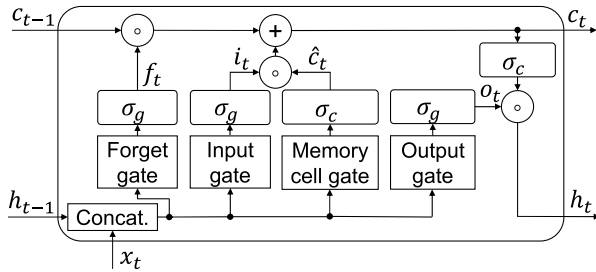 c_{t-1} ∘ + c_t
σ_c
i_t ĉ_t
f_t ∘ o_t
σ_g σ_g σ_c σ_g ∘
Forget gate Input gate Memory cell gate Output gate
h_{t-1} Concat. h_t
x_t